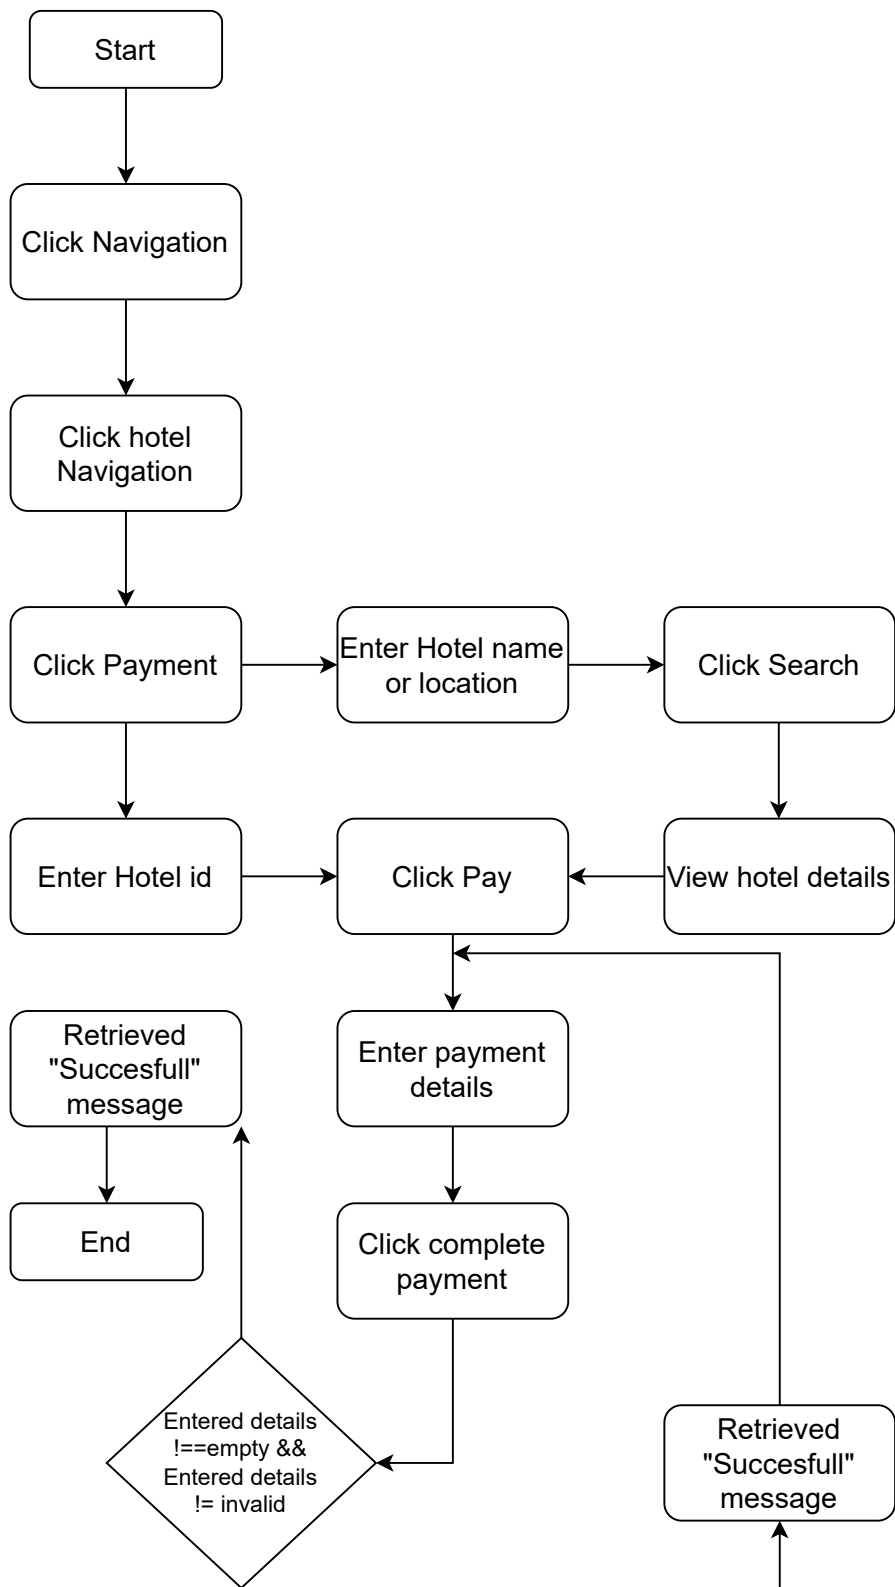 Start
Click Navigation
Click hotel
Navigation
Click Payment
Enter Hotel name
or location
Click Search
Enter Hotel id
Click Pay
View hotel details
Retrieved
"Succesfull"
message
Enter payment
details
End
Click complete
payment
Entered details
!==empty &&
Entered details
!= invalid
Retrieved
"Succesfull"
message